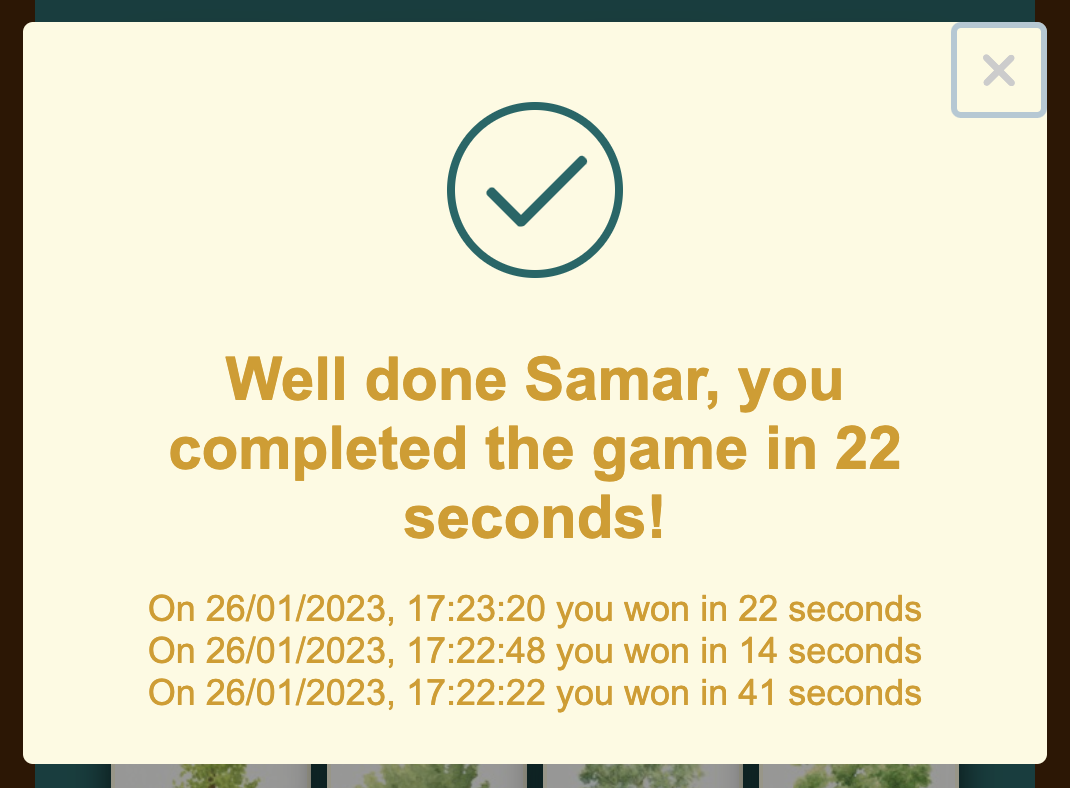 Well done Samar, you
completed the game in 22
seconds!
On 26/01/2023, 17:23:20 you won in 22 seconds
On 26/01/2023, 17:22:48 you won in 14 seconds
On 26/01/2023, 17:22:22 you won in 41 seconds